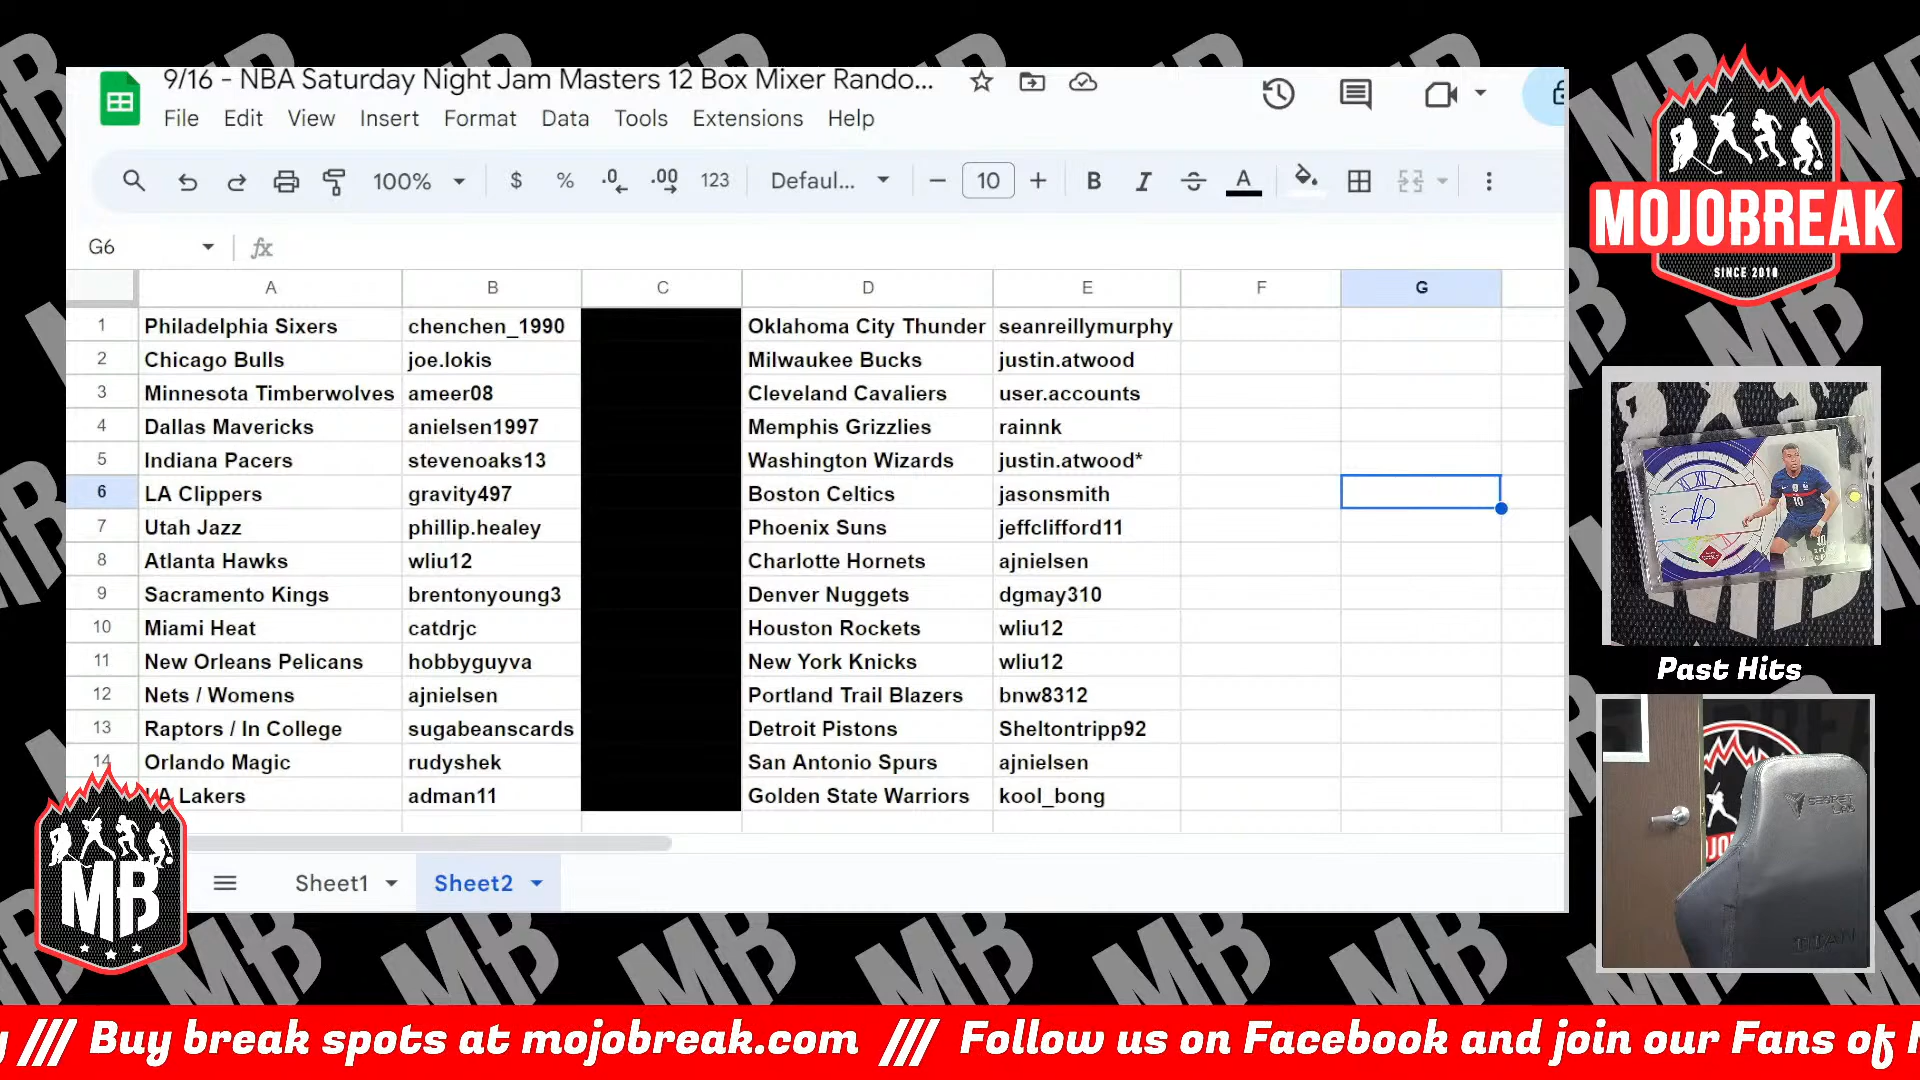 9/16 - NBA Saturday Night Jam Masters 12 Box Mixer Rando...
File Edit View Insert Format Data Tools Extensions Help
100% $ % .0 .00 123 Defaul... − 10 + B I S A
G6 fx
A B C D E F G
1 Philadelphia Sixers chenchen_1990 Oklahoma City Thunder seanreillymurphy
2 Chicago Bulls joe.lokis Milwaukee Bucks justin.atwood
3 Minnesota Timberwolves ameer08 Cleveland Cavaliers user.accounts
4 Dallas Mavericks anielsen1997 Memphis Grizzlies rainnk
5 Indiana Pacers stevenoaks13 Washington Wizards justin.atwood*
6 LA Clippers gravity497 Boston Celtics jasonsmith
7 Utah Jazz phillip.healey Phoenix Suns jeffclifford11
8 Atlanta Hawks wliu12 Charlotte Hornets ajnielsen
9 Sacramento Kings brentonyoung3 Denver Nuggets dgmay310
10 Miami Heat catdrjc Houston Rockets wliu12
11 New Orleans Pelicans hobbyguyva New York Knicks wliu12
12 Nets / Womens ajnielsen Portland Trail Blazers bnw8312
13 Raptors / In College sugabeanscards Detroit Pistons Sheltontripp92
14 Orlando Magic rudyshek San Antonio Spurs ajnielsen
LA Lakers adman11 Golden State Warriors kool_bong
Sheet1 Sheet2
MB
MOJOBREAK
SINCE 2010
Past Hits
SECRET LAB
TITAN
y /// Buy break spots at mojobreak.com /// Follow us on Facebook and join our Fans of